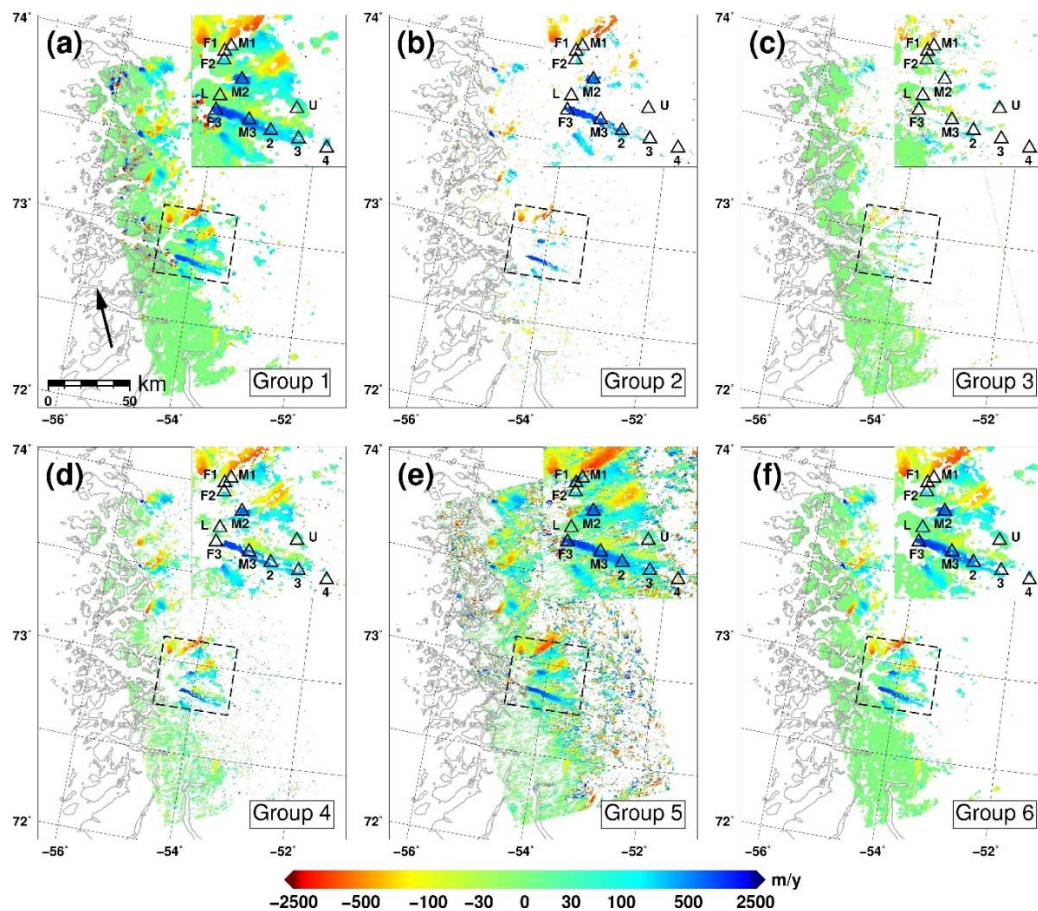 74°
(a)
F1
M1
F2
M2
L
U
F3
M3
2
3
4
73°
72°
0
50
km
Group 1
−56°
−54°
−52°
74°
(b)
F1
M1
F2
M2
L
U
F3
M3
2
3
4
73°
72°
Group 2
−56°
−54°
−52°
74°
(c)
F1
M1
F2
M2
L
U
F3
M3
2
3
4
73°
72°
Group 3
−56°
−54°
−52°
74°
(d)
F1
M1
F2
M2
L
U
F3
M3
2
3
4
73°
72°
Group 4
−56°
−54°
−52°
74°
(e)
F1
M1
F2
M2
L
U
F3
M3
2
3
4
73°
72°
Group 5
−56°
−54°
−52°
74°
(f)
F1
M1
F2
M2
L
U
F3
M3
2
3
4
73°
72°
Group 6
−56°
−54°
−52°
m/y
−2500 −500 −100 −30 0 30 100 500 2500